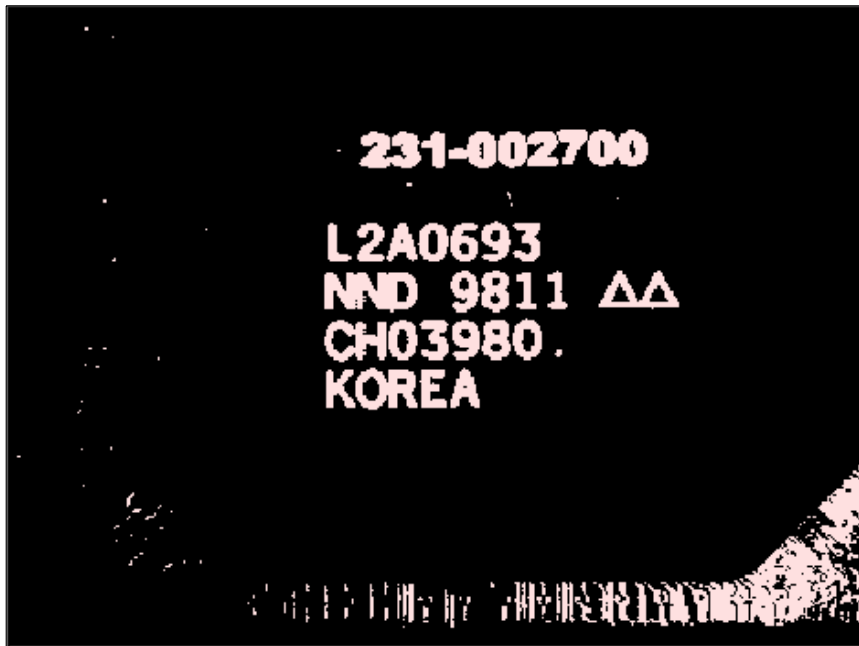 231-002700
L2A0693
NND 9811 ΔΔ
CH03980.
KOREA